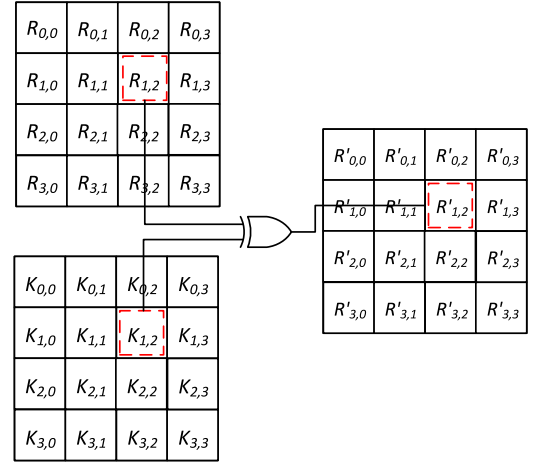 R0,0 R0,1 R0,2 R0,3
R1,0 R1,1 R1,2 R1,3
R2,0 R2,1 R2,2 R2,3
R3,0 R3,1 R3,2 R3,3
K0,0 K0,1 K0,2 K0,3
K1,0 K1,1 K1,2 K1,3
K2,0 K2,1 K2,2 K2,3
K3,0 K3,1 K3,2 K3,3
R'0,0 R'0,1 R'0,2 R'0,3
R'1,0 R'1,1 R'1,2 R'1,3
R'2,0 R'2,1 R'2,2 R'2,3
R'3,0 R'3,1 R'3,2 R'3,3